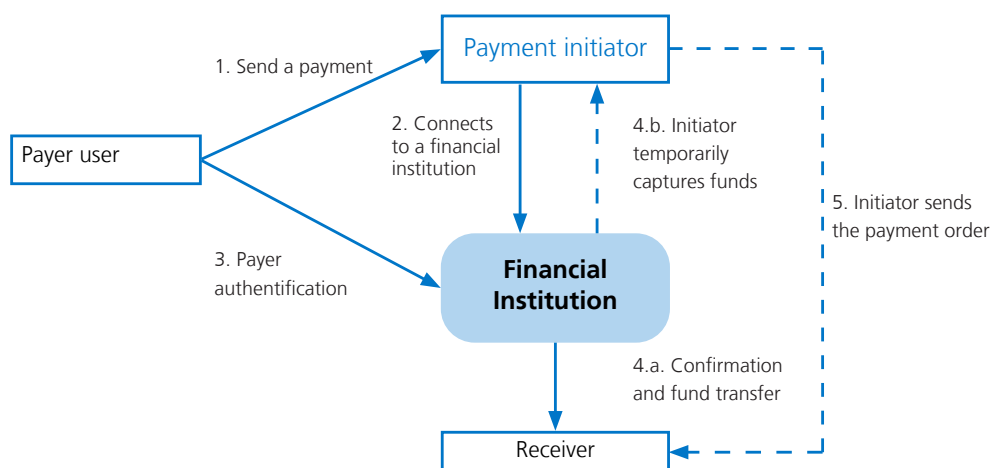 Payment initiator
1. Send a payment
2. Connects
to a financial
institution
4.b. Initiator
temporarily
captures funds
Payer user
5. Initiator sends
the payment order
3. Payer
authentification
Financial
Institution
4.a. Confirmation
and fund transfer
Receiver